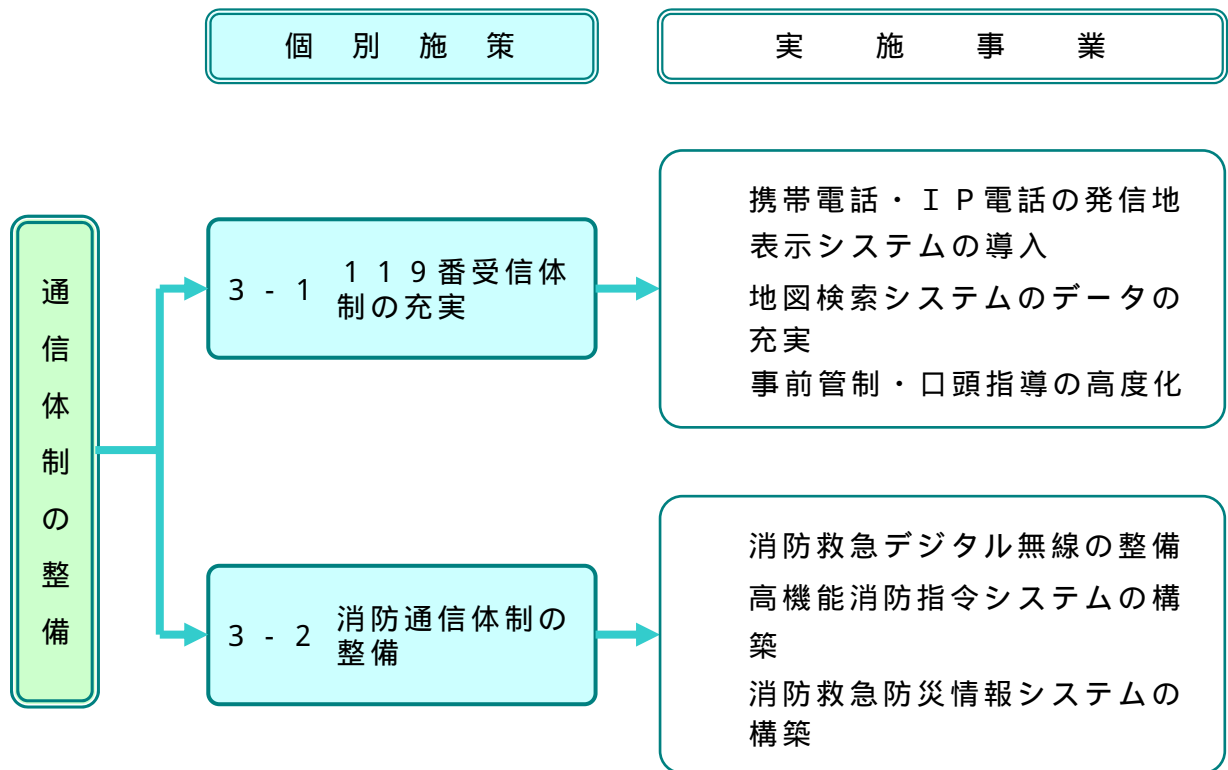 個別施策
実施事業
通信体制の整備
3-1 119番受信体
制の充実
携帯電話・IP電話の発信地
表示システムの導入
地図検索システムのデータの
充実
事前管制・口頭指導の高度化
3-2 消防通信体制の
整備
消防救急デジタル無線の整備
高機能消防指令システムの構
築
消防救急防災情報システムの
構築